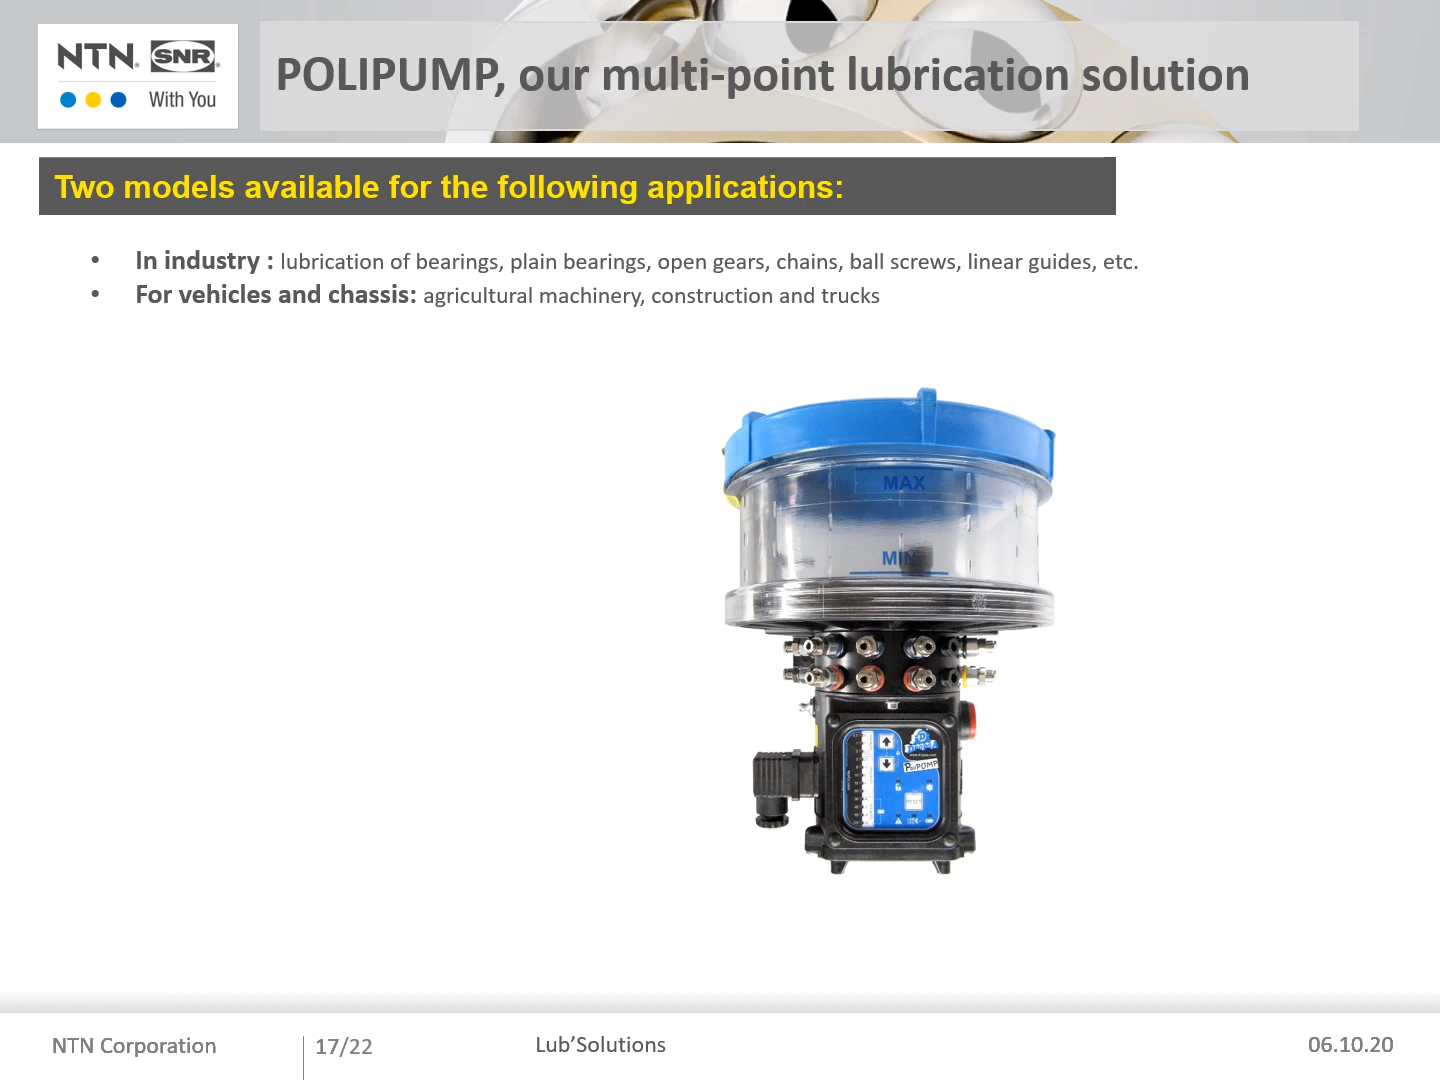 NTN SNR
With You
POLIPUMP, our multi-point lubrication solution
Two models available for the following applications:
• In industry : lubrication of bearings, plain bearings, open gears, chains, ball screws, linear guides, etc.
• For vehicles and chassis: agricultural machinery, construction and trucks
MAX
MIN
POLIPUMP
RESET
NTN Corporation
17/22
Lub’Solutions
06.10.20